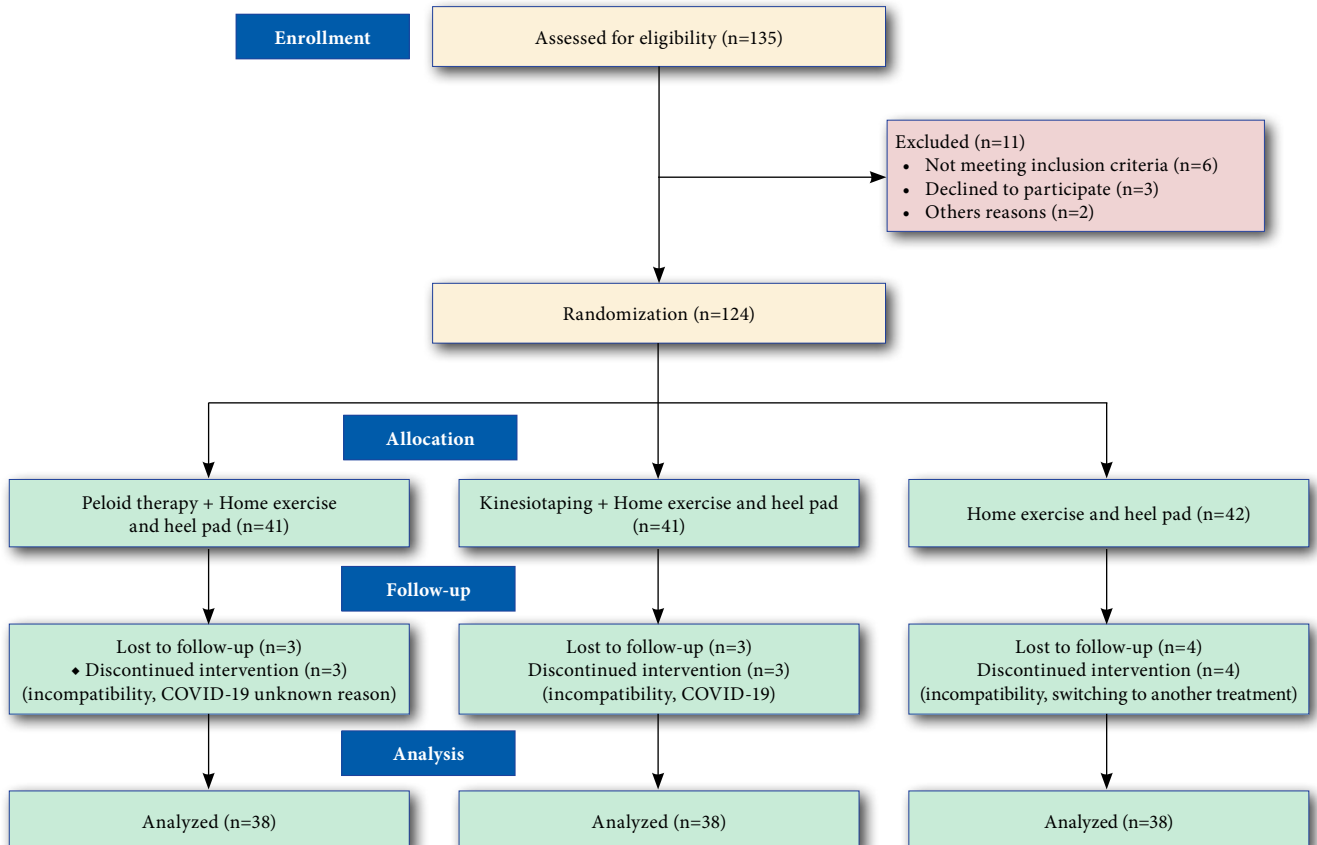 Enrollment
Assessed for eligibility (n=135)
Excluded (n=11)
• Not meeting inclusion criteria (n=6)
• Declined to participate (n=3)
• Others reasons (n=2)
Randomization (n=124)
Allocation
Peloid therapy + Home exercise
and heel pad (n=41)
Kinesiotaping + Home exercise and heel pad
(n=41)
Home exercise and heel pad (n=42)
Follow-up
Lost to follow-up (n=3)
◆ Discontinued intervention (n=3)
(incompatibility, COVID-19 unknown reason)
Lost to follow-up (n=3)
Discontinued intervention (n=3)
(incompatibility, COVID-19)
Lost to follow-up (n=4)
Discontinued intervention (n=4)
(incompatibility, switching to another treatment)
Analysis
Analyzed (n=38)
Analyzed (n=38)
Analyzed (n=38)